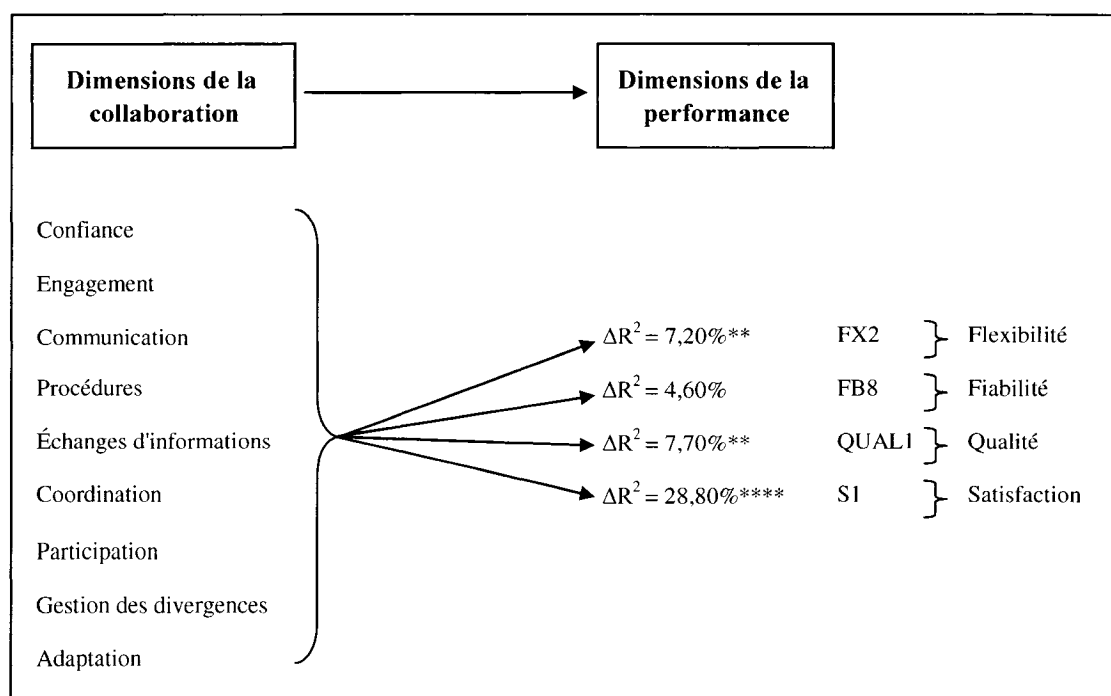 Dimensions de la
collaboration
Dimensions de la
performance
Confiance
Engagement
Communication
Procédures
Échanges d'informations
Coordination
Participation
Gestion des divergences
Adaptation
ΔR² = 7,20%** FX2 Flexibilité
ΔR² = 4,60% FB8 Fiabilité
ΔR² = 7,70%** QUAL1 Qualité
ΔR² = 28,80%**** S1 Satisfaction